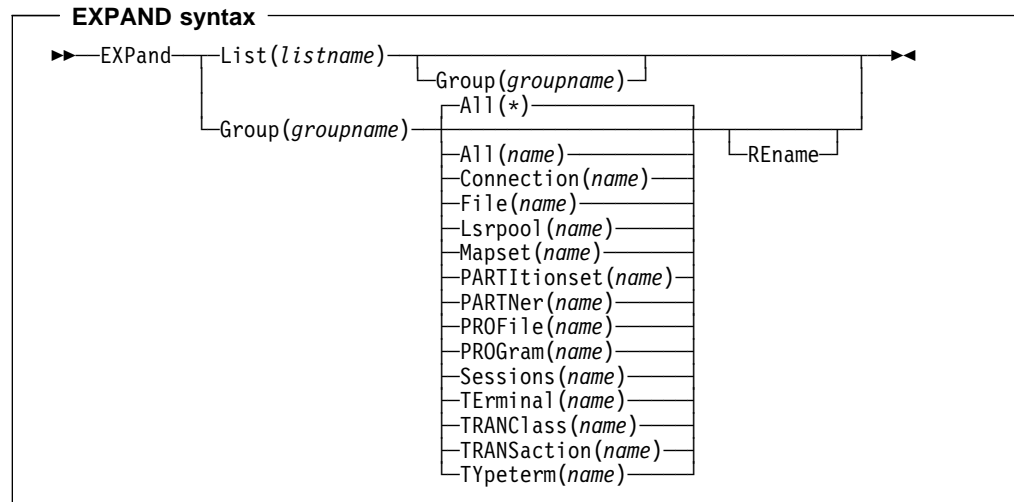 EXPAND syntax
EXPand List(listname)
Group(groupname)
All(*)
Group(groupname)
REname
All(name)
Connection(name)
File(name)
Lsrpool(name)
Mapset(name)
PARTItionset(name)
PARTNer(name)
PROFile(name)
PROGram(name)
Sessions(name)
TErminal(name)
TRANClass(name)
TRANSaction(name)
TYpeterm(name)